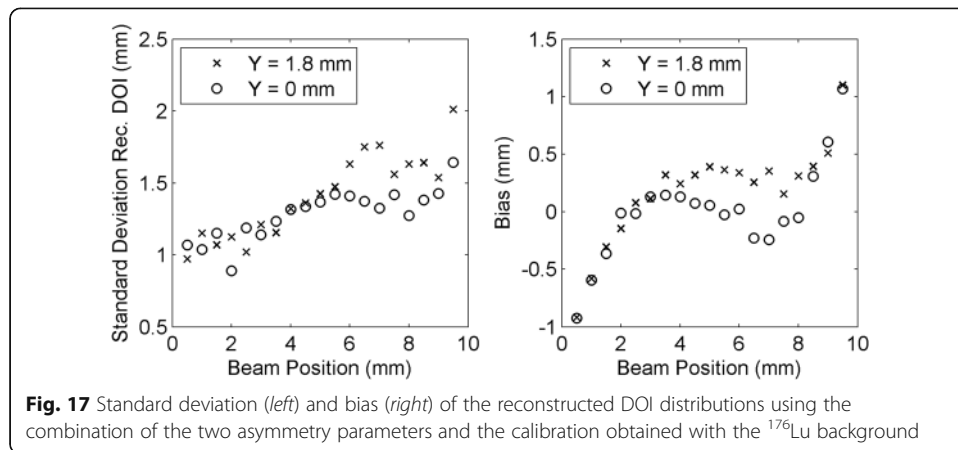 Standard Deviation Rec. DOI (mm)
2.5
2
1.5
1
0.5
× Y = 1.8 mm
○ Y = 0 mm
0 2 4 6 8 10
Beam Position (mm)
Bias (mm)
1.5
1
0.5
0
-0.5
-1
× Y = 1.8 mm
○ Y = 0 mm
0 2 4 6 8 10
Beam Position (mm)
Fig. 17 Standard deviation (left) and bias (right) of the reconstructed DOI distributions using the
combination of the two asymmetry parameters and the calibration obtained with the ¹⁷⁶Lu background